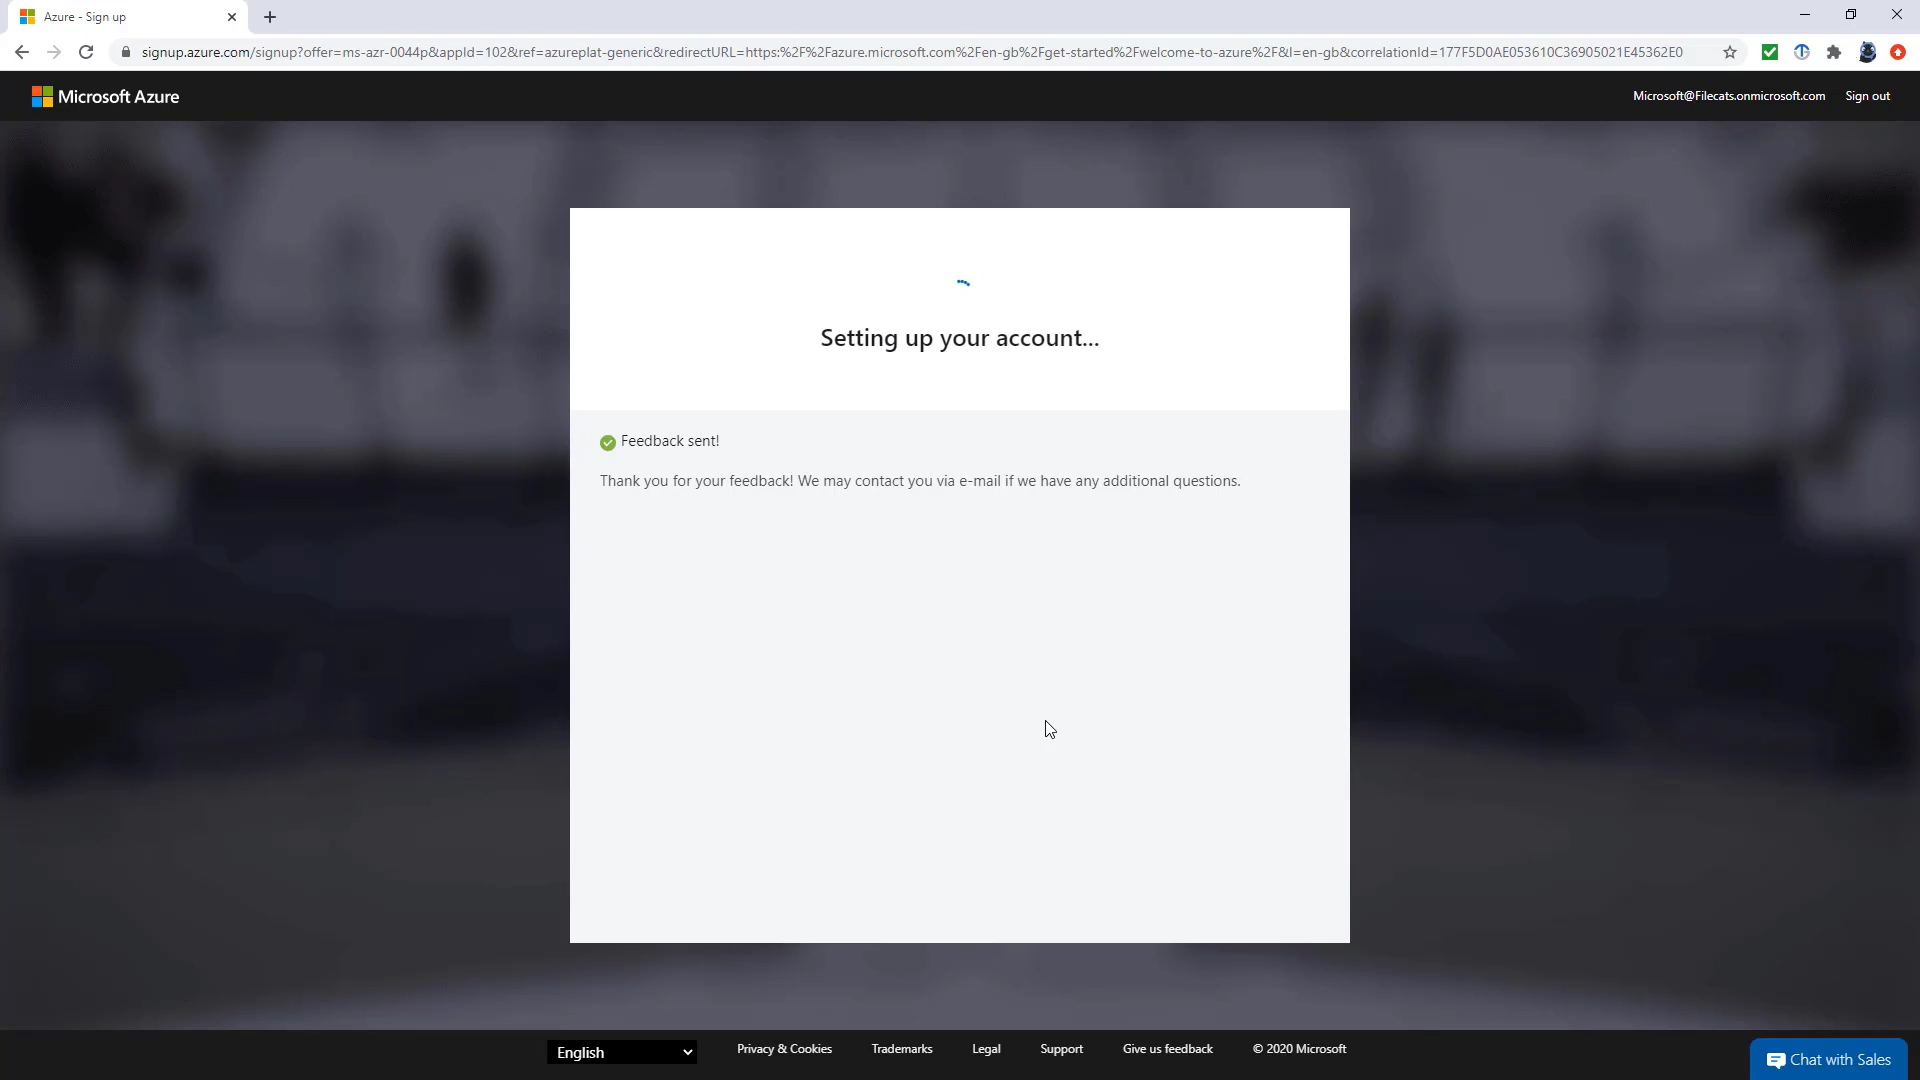 Azure - Sign up
signup.azure.com/signup?offer=ms-azr-0044p&appId=102&ref=azureplat-generic&redirectURL=https:%2F%2Fazure.microsoft.com%2Fen-gb%2Fget-started%2Fwelcome-to-azure%2F&l=en-gb&correlationId=177F5D0AE053610C36905021E45362E0
Microsoft Azure
Microsoft@Filecats.onmicrosoft.com Sign out
Setting up your account...
Feedback sent!
Thank you for your feedback! We may contact you via e-mail if we have any additional questions.
English Privacy & Cookies Trademarks Legal Support Give us feedback © 2020 Microsoft
Chat with Sales